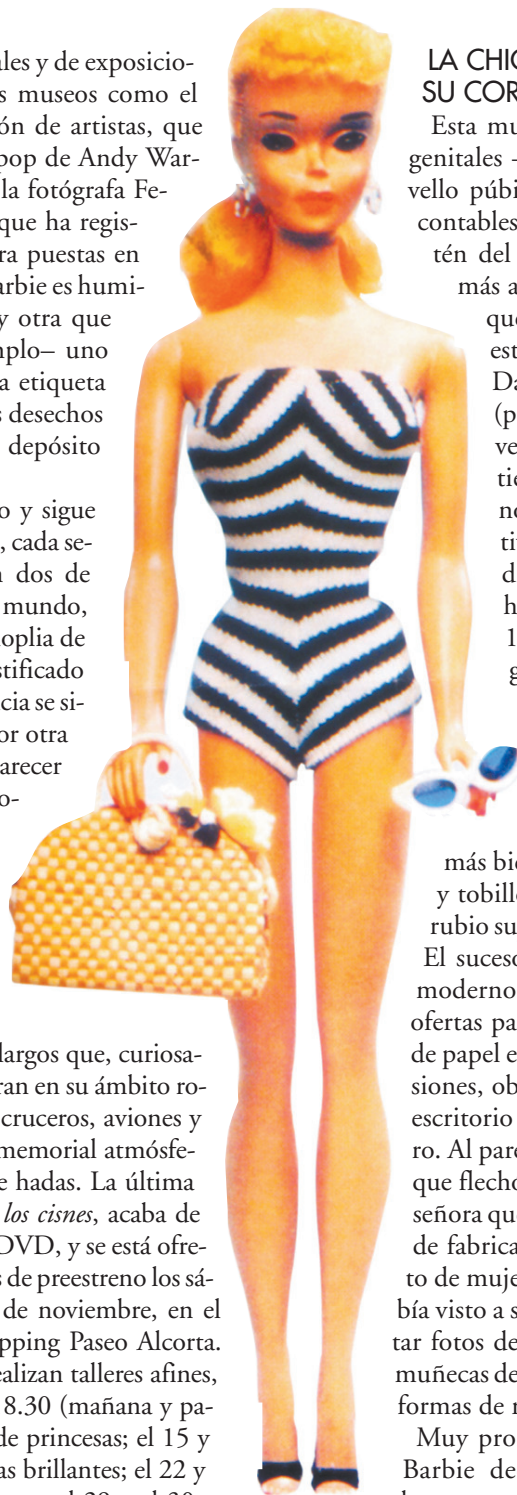 ales y de exposicio-
s museos como el
ón de artistas, que
pop de Andy War-
la fotógrafa Fe-
que ha regis-
ra puestas en
arbie es humi-
y otra que
mplo– uno
a etiqueta
s desechos
depósito
o y sigue
, cada se-
n dos de
mundo,
oplia de
stificado
cia se si-
or otra
arecer
o-
largos que, curiosa-
ran en su ámbito ro-
cruceros, aviones y
memorial atmósfe-
e hadas. La última
los cisnes, acaba de
DVD, y se está ofre-
s de preestreno los sá-
de noviembre, en el
pping Paseo Alcorta.
ealizan talleres afines,
8.30 (mañana y pa-
de princesas; el 15 y
as brillantes; el 22 y
LA CHIC
SU COR
Esta mu
genitales –
vello púbi
contables
tén del
más a
que
est
Da
(p
ve
tie
no
tit
d
h
1
g
más bie
y tobillo
rubio su
El suceso
moderno
ofertas pa
de papel e
siones, ob
escritorio
ro. Al pare
que flecho
señora que
de fabrica
to de muje
bía visto a s
tar fotos de
muñecas de
formas de r
Muy pro
Barbie de